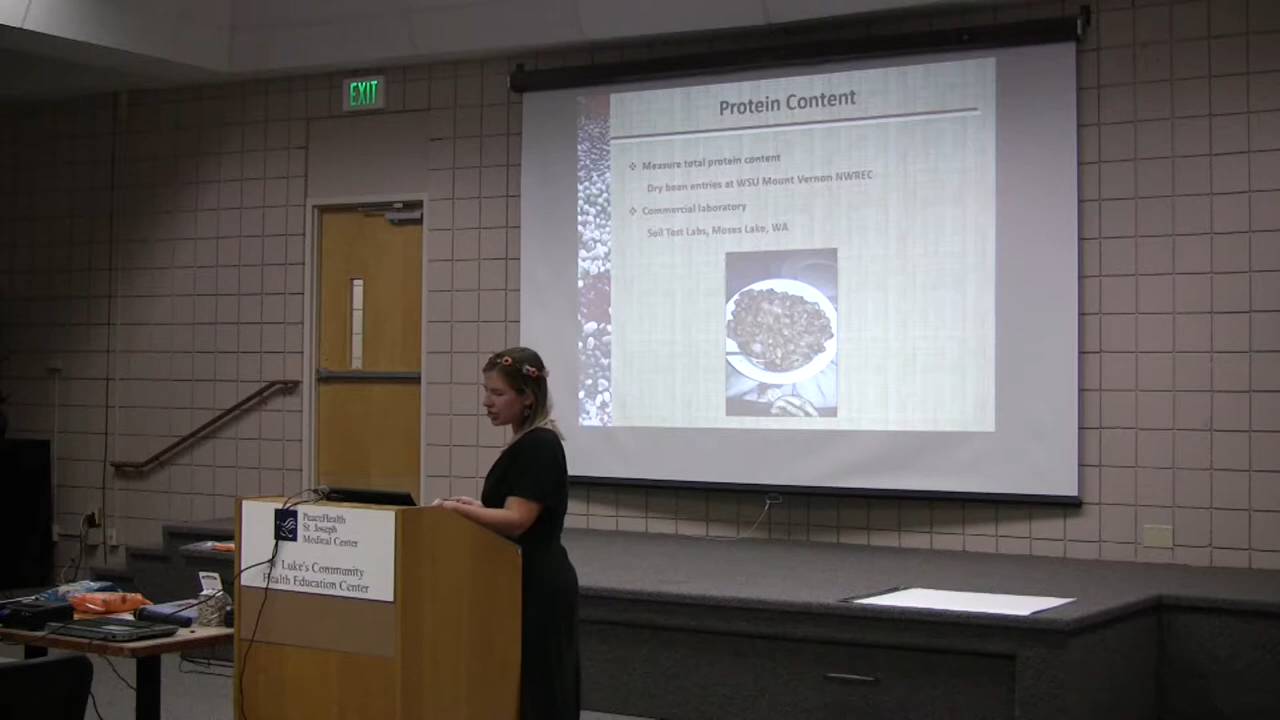 EXIT
Protein Content
❖ Measure total protein content
Dry bean entries at WSU Mount Vernon NWREC
❖ Commercial laboratory
Soil Test Labs, Moses Lake, WA
PeaceHealth
St. Joseph
Medical Center
Luke's Community
Health Education Center